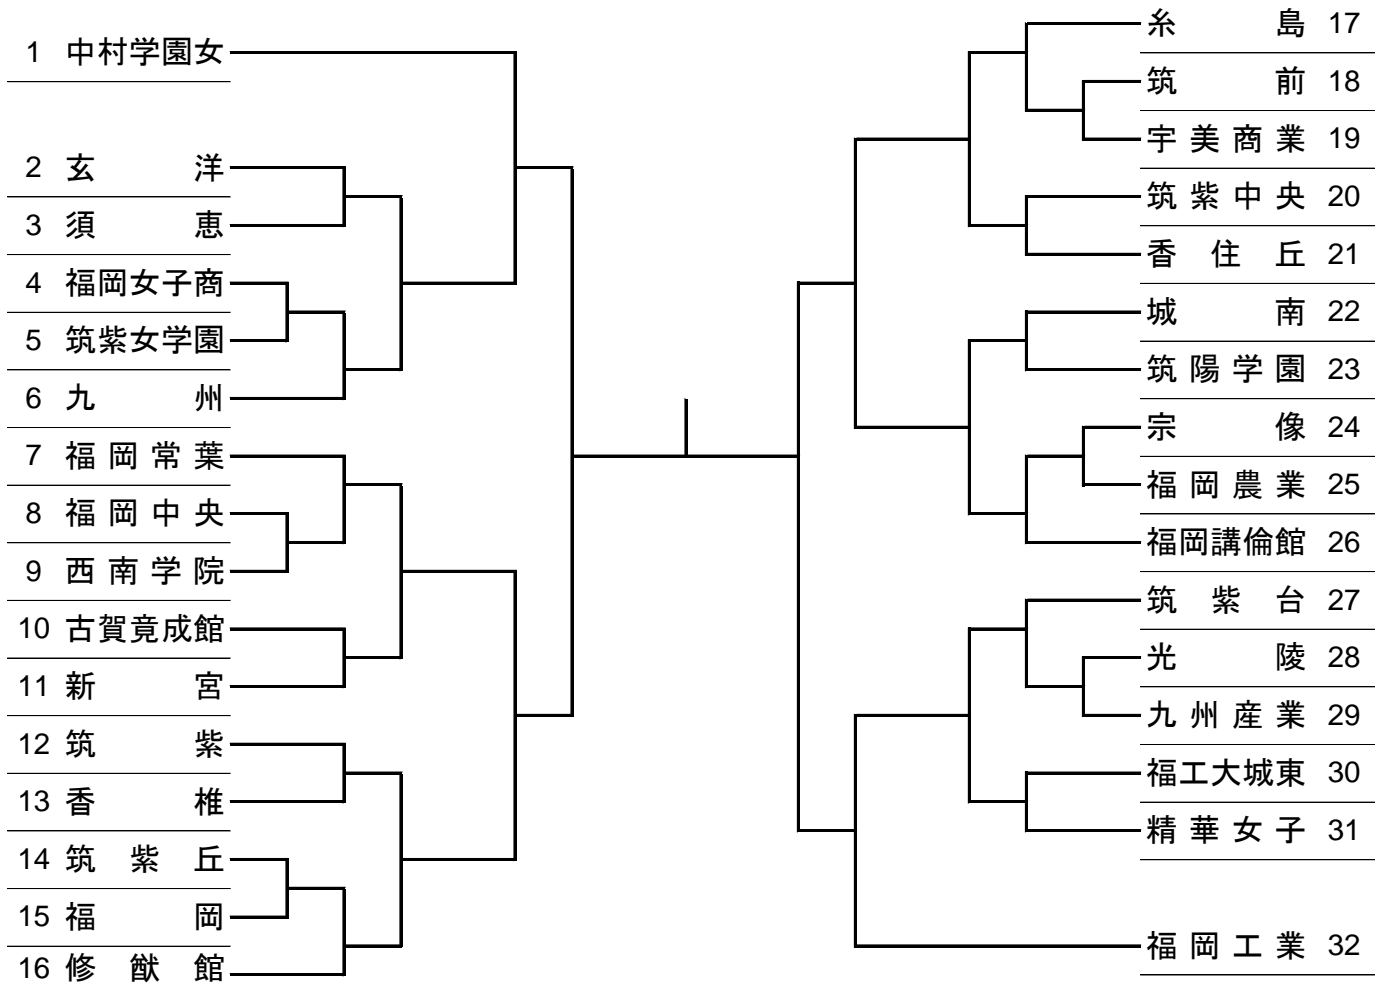 1 中村学園女
2 玄洋
3 須恵
4 福岡女子商
5 筑紫女学園
6 九州
7 福岡常葉
8 福岡中央
9 西南学院
10 古賀竟成館
11 新宮
12 筑紫
13 香椎
14 筑紫丘
15 福岡
16 修猷館
糸島 17
筑前 18
宇美商業 19
筑紫中央 20
香住丘 21
城南 22
筑陽学園 23
宗像 24
福岡農業 25
福岡講倫館 26
筑紫台 27
光陵 28
九州産業 29
福工大城東 30
精華女子 31
福岡工業 32